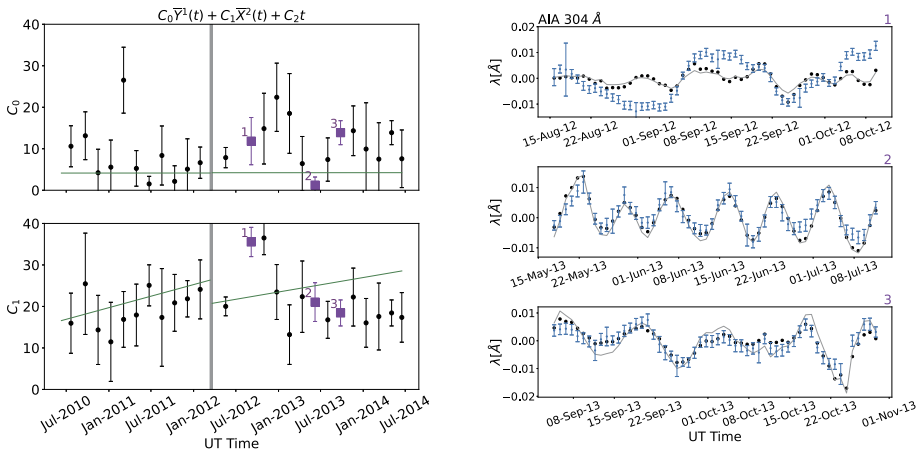 C₀Y̅¹(t) + C₁X̅²(t) + C₂t
40
30
20
10
0
C₀
1
2
3
40
30
20
10
0
C₁
1
2
3
Jul-2010
Jan-2011
Jul-2011
Jan-2012
Jul-2012
Jan-2013
Jul-2013
Jan-2014
Jul-2014
UT Time
AIA 304 Å
1
0.02
0.01
0.00
−0.01
λ[Å]
15-Aug-12
22-Aug-12
01-Sep-12
08-Sep-12
15-Sep-12
22-Sep-12
01-Oct-12
08-Oct-12
2
0.01
0.00
−0.01
λ[Å]
15-May-13
22-May-13
01-Jun-13
08-Jun-13
15-Jun-13
22-Jun-13
01-Jul-13
08-Jul-13
3
0.01
0.00
−0.01
−0.02
λ[Å]
08-Sep-13
15-Sep-13
22-Sep-13
01-Oct-13
08-Oct-13
15-Oct-13
22-Oct-13
01-Nov-13
UT Time